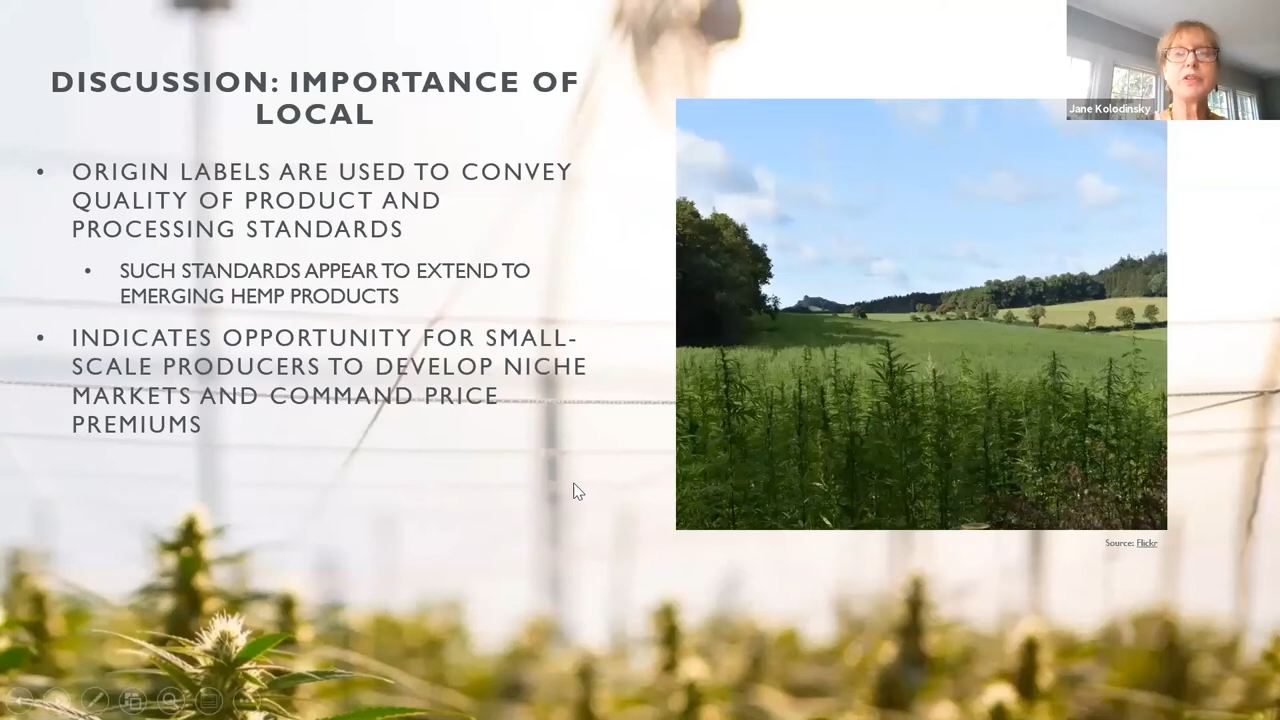 DISCUSSION: IMPORTANCE OF
LOCAL
• ORIGIN LABELS ARE USED TO CONVEY
QUALITY OF PRODUCT AND
PROCESSING STANDARDS
• SUCH STANDARDS APPEAR TO EXTEND TO
EMERGING HEMP PRODUCTS
• INDICATES OPPORTUNITY FOR SMALL-
SCALE PRODUCERS TO DEVELOP NICHE
MARKETS AND COMMAND PRICE
PREMIUMS
Jane Kolodinsky
Source: Flickr